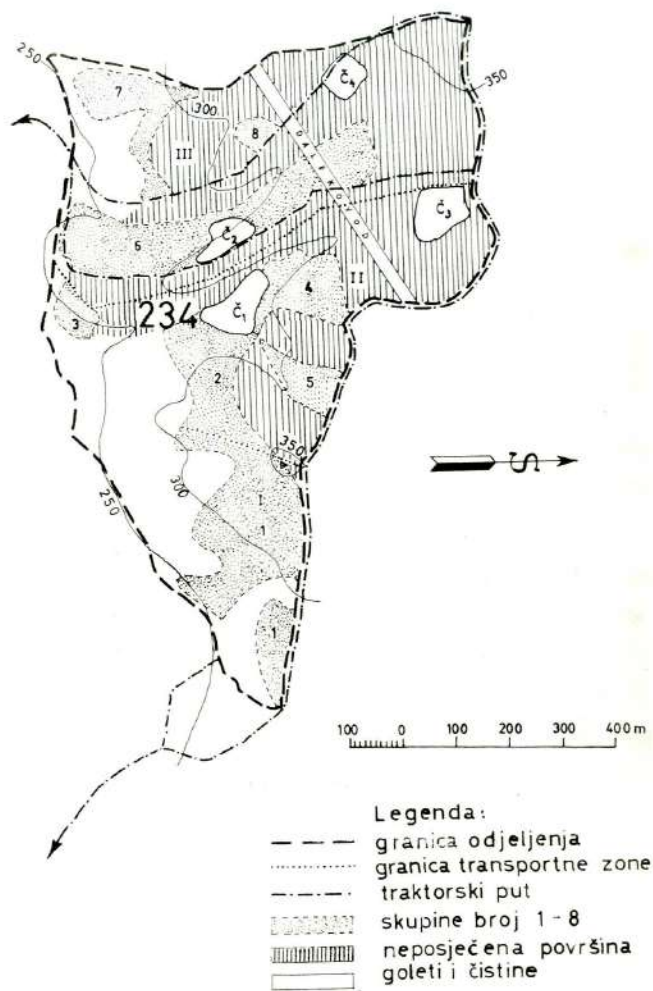 250
7
300
Č4
350
8
III
DALEKOVOD
6
Č2
Č3
II
234
Č1
4
3
2
5
350
I
1
300
250
1
S
100 0 100 200 300 400 m
Legenda:
granica odjeljenja
granica transportne zone
traktorski put
skupine broj 1-8
neposječena površina
goleti i čistine